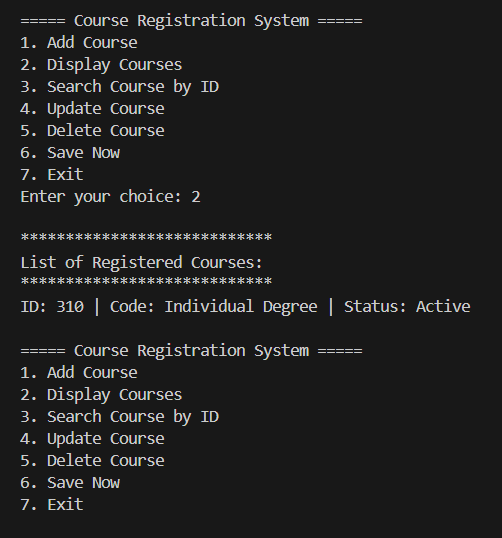 ===== Course Registration System =====
1. Add Course
2. Display Courses
3. Search Course by ID
4. Update Course
5. Delete Course
6. Save Now
7. Exit
Enter your choice: 2
****************************
List of Registered Courses:
****************************
ID: 310 | Code: Individual Degree | Status: Active
===== Course Registration System =====
1. Add Course
2. Display Courses
3. Search Course by ID
4. Update Course
5. Delete Course
6. Save Now
7. Exit